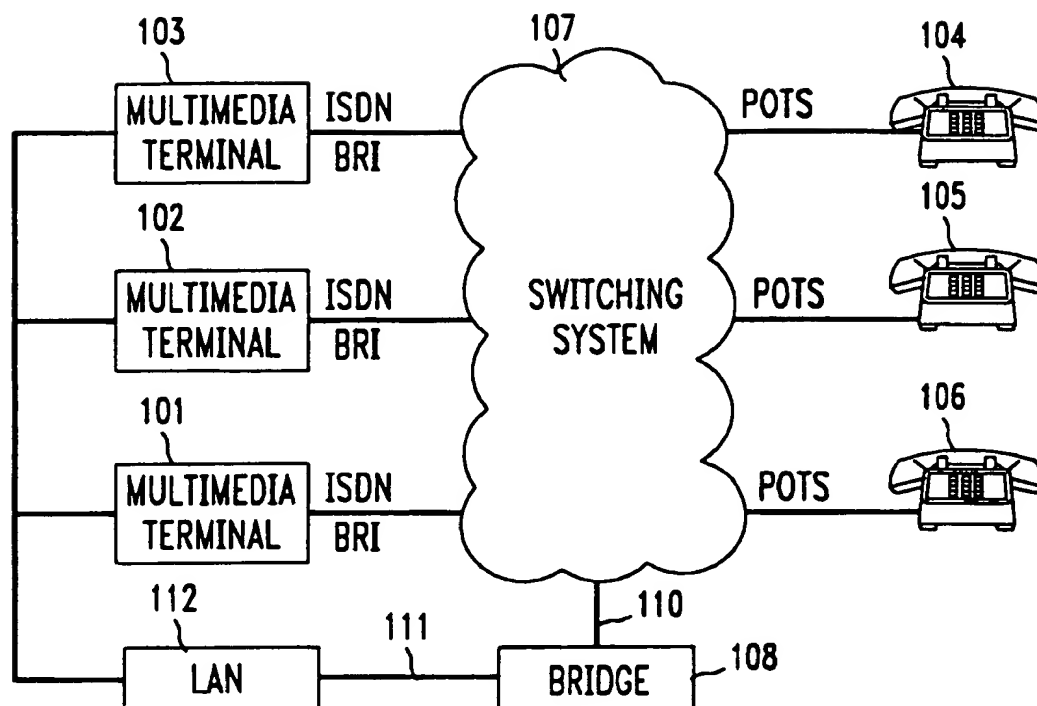 103
107
104
MULTIMEDIA
TERMINAL
ISDN
BRI
POTS
102
105
MULTIMEDIA
TERMINAL
ISDN
BRI
SWITCHING
SYSTEM
POTS
101
106
MULTIMEDIA
TERMINAL
ISDN
BRI
POTS
112
111
110
LAN
BRIDGE
108